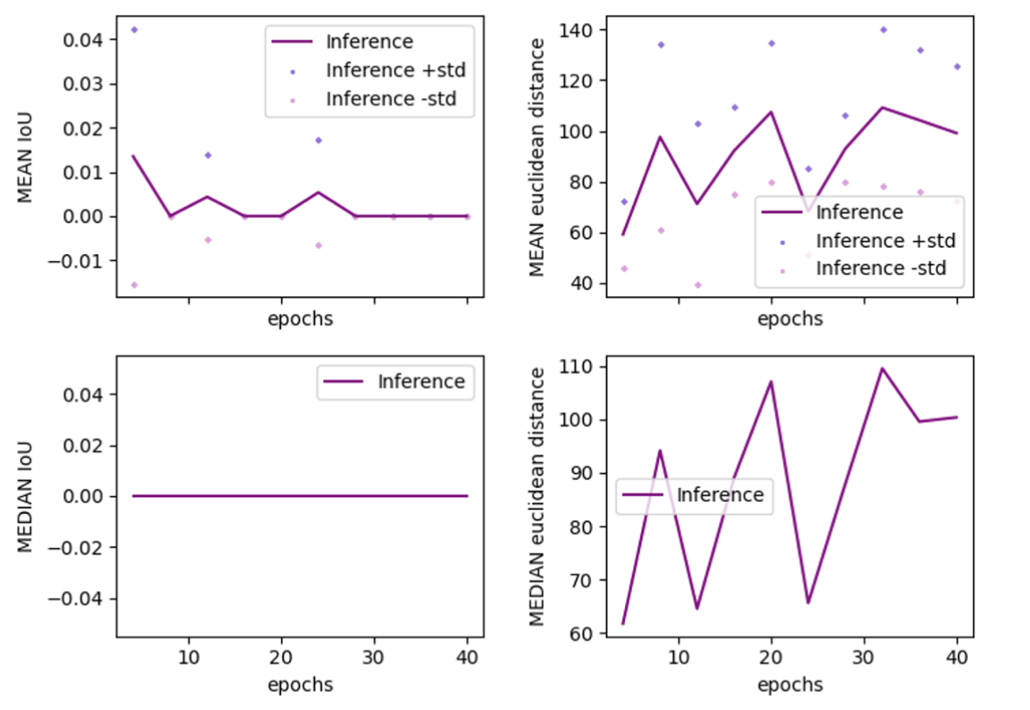 MEAN IoU
0.04
0.03
0.02
0.01
0.00
−0.01
Inference
Inference +std
Inference -std
epochs
MEAN euclidean distance
140
120
100
80
60
40
Inference
Inference +std
Inference -std
epochs
MEDIAN IoU
0.04
0.02
0.00
−0.02
−0.04
Inference
10 20 30 40
epochs
MEDIAN euclidean distance
110
100
90
80
70
60
Inference
10 20 30 40
epochs